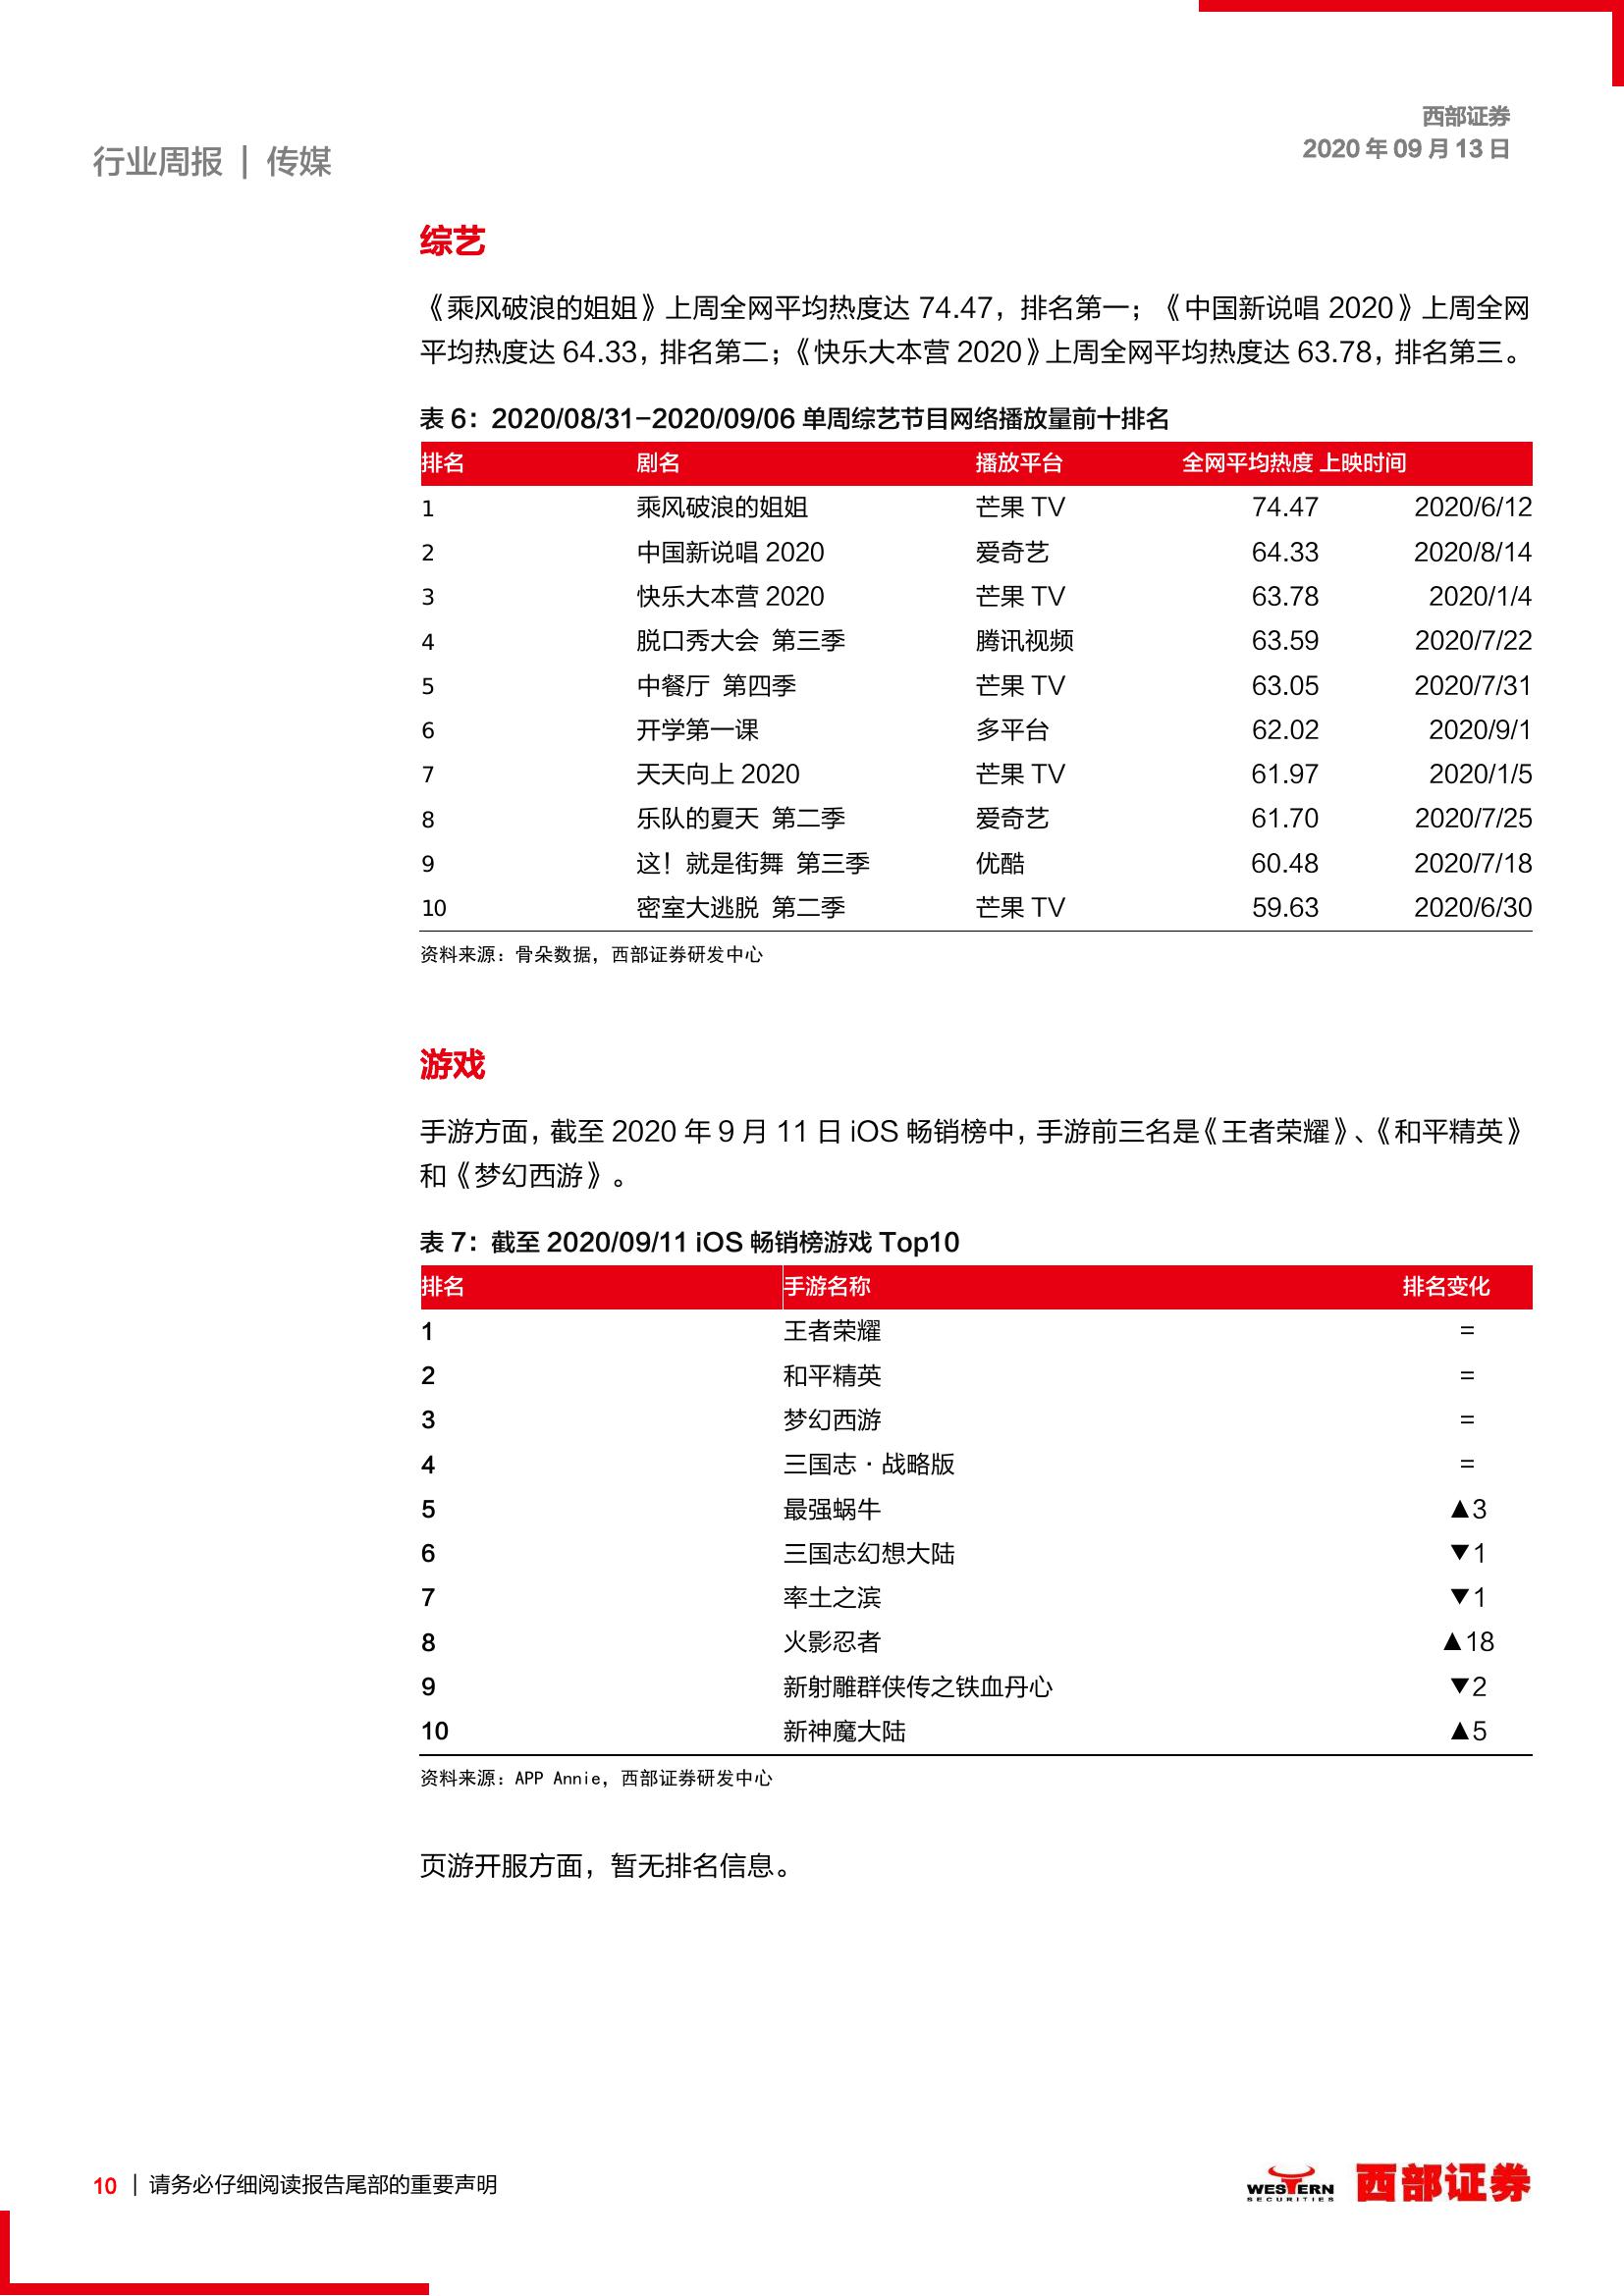 西部证券
2020 年 09 月 13 日
行业周报 | 传媒
综艺
《乘风破浪的姐姐》上周全网平均热度达 74.47，排名第一；《中国新说唱 2020》上周全网
平均热度达 64.33，排名第二；《快乐大本营 2020》上周全网平均热度达 63.78，排名第三。
表 6：2020/08/31-2020/09/06 单周综艺节目网络播放量前十排名
排名 剧名 播放平台 全网平均热度 上映时间
1 乘风破浪的姐姐 芒果 TV 74.47 2020/6/12
2 中国新说唱 2020 爱奇艺 64.33 2020/8/14
3 快乐大本营 2020 芒果 TV 63.78 2020/1/4
4 脱口秀大会 第三季 腾讯视频 63.59 2020/7/22
5 中餐厅 第四季 芒果 TV 63.05 2020/7/31
6 开学第一课 多平台 62.02 2020/9/1
7 天天向上 2020 芒果 TV 61.97 2020/1/5
8 乐队的夏天 第二季 爱奇艺 61.70 2020/7/25
9 这！就是街舞 第三季 优酷 60.48 2020/7/18
10 密室大逃脱 第二季 芒果 TV 59.63 2020/6/30
资料来源：骨朵数据，西部证券研发中心
游戏
手游方面，截至 2020 年 9 月 11 日 iOS 畅销榜中，手游前三名是《王者荣耀》、《和平精英》
和《梦幻西游》。
表 7：截至 2020/09/11 iOS 畅销榜游戏 Top10
排名 手游名称 排名变化
1 王者荣耀 =
2 和平精英 =
3 梦幻西游 =
4 三国志·战略版 =
5 最强蜗牛 ▲3
6 三国志幻想大陆 ▼1
7 率土之滨 ▼1
8 火影忍者 ▲18
9 新射雕群侠传之铁血丹心 ▼2
10 新神魔大陆 ▲5
资料来源：APP Annie，西部证券研发中心
页游开服方面，暂无排名信息。
10 | 请务必仔细阅读报告尾部的重要声明
WESTERN
SECURITIES
西部证券